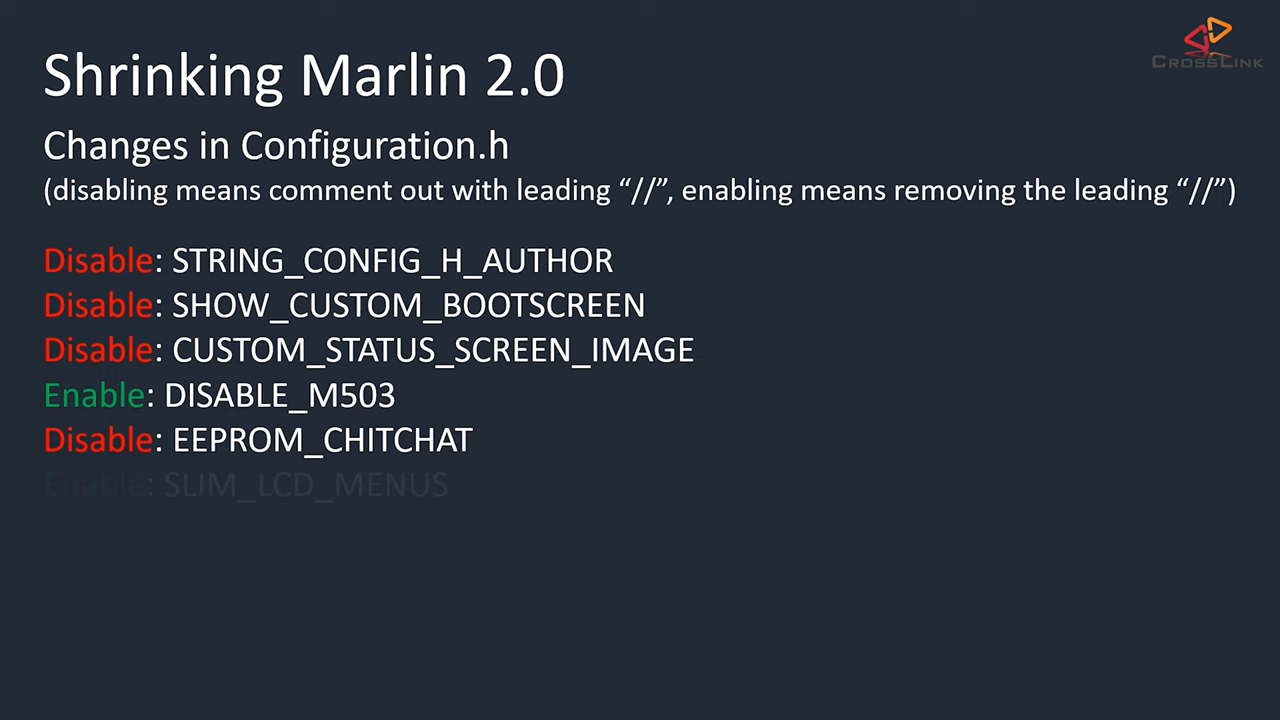 CROSSLINK
Shrinking Marlin 2.0
Changes in Configuration.h
(disabling means comment out with leading “//”, enabling means removing the leading “//”)
Disable: STRING_CONFIG_H_AUTHOR
Disable: SHOW_CUSTOM_BOOTSCREEN
Disable: CUSTOM_STATUS_SCREEN_IMAGE
Enable: DISABLE_M503
Disable: EEPROM_CHITCHAT
Enable: SLIM_LCD_MENUS